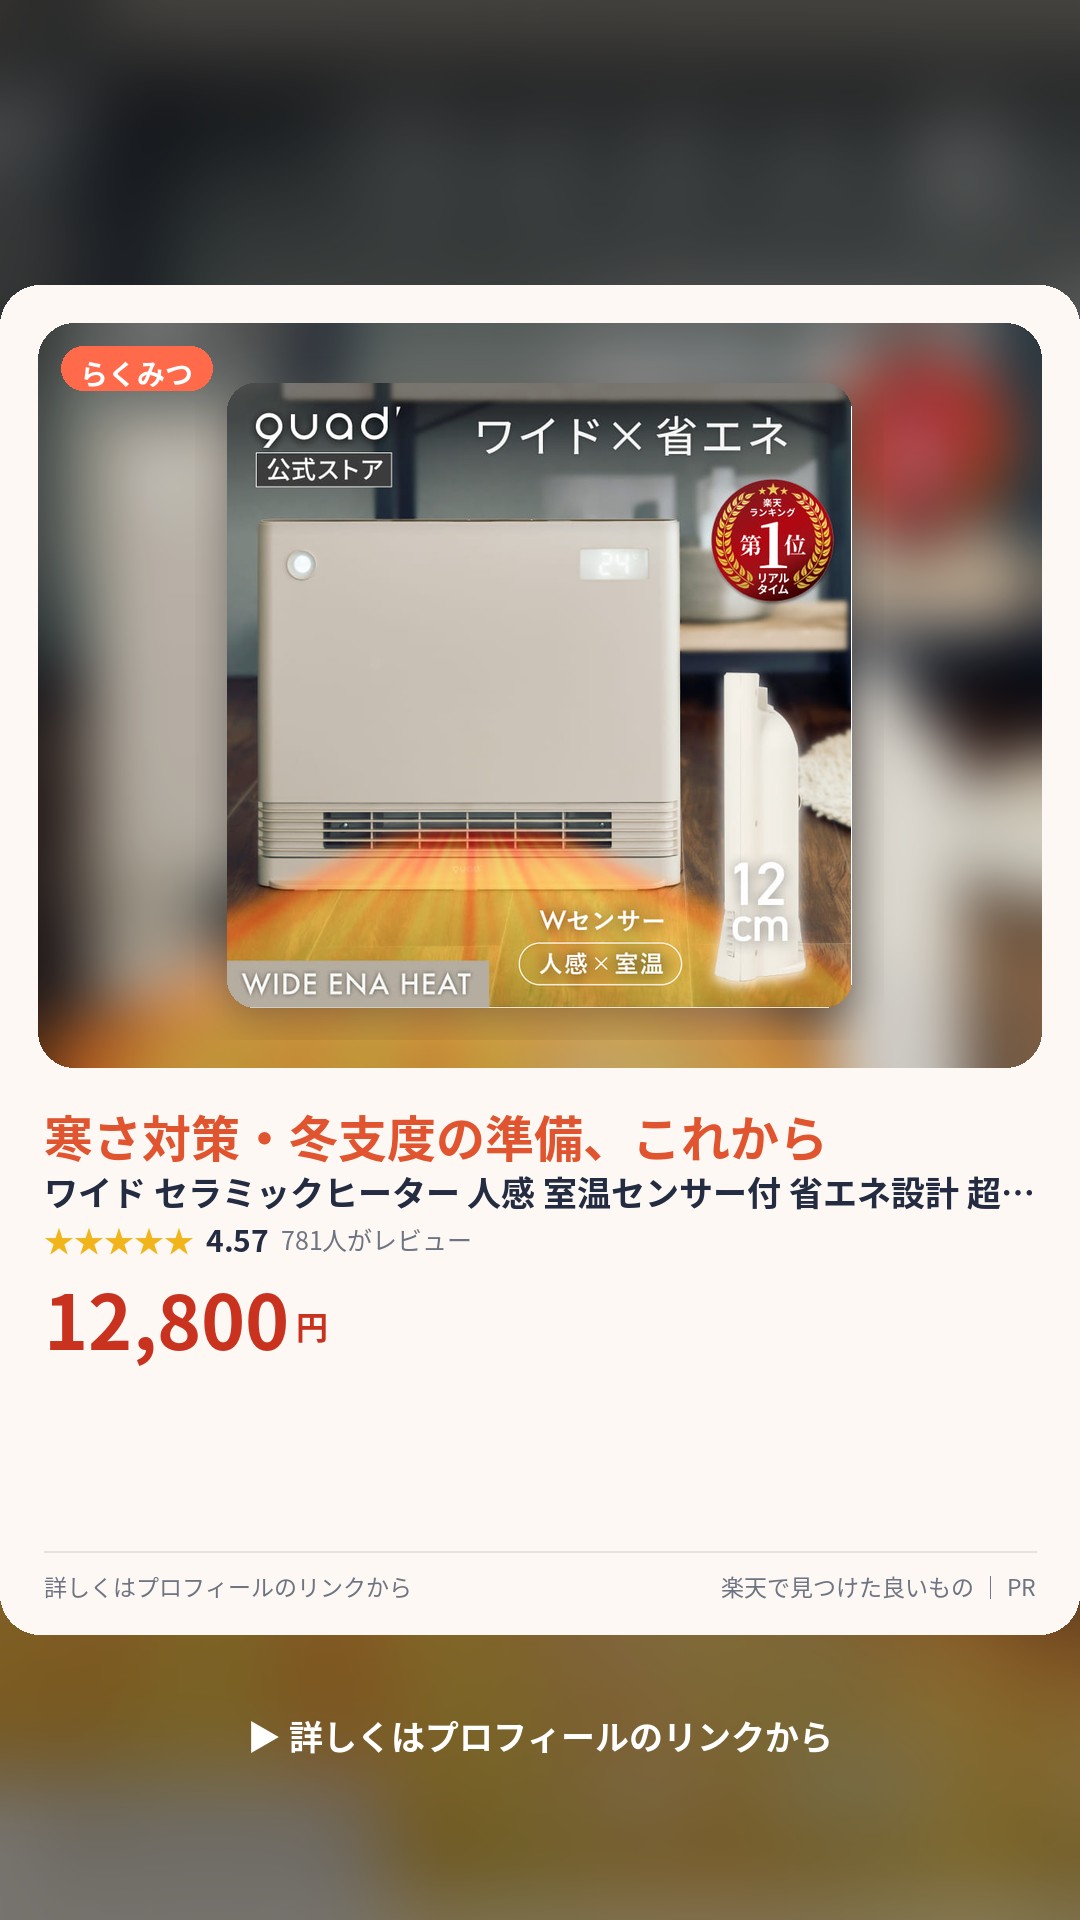 らくみつ
quads
公式ストア
ワイド×省エネ
楽天
ランキング
第1位
リアル
タイム
24
12
cm
Wセンサー
人感×室温
WIDE ENA HEAT
寒さ対策・冬支度の準備、これから
ワイド セラミックヒーター 人感 室温センサー付 省エネ設計 超…
★★★★★ 4.57 781人がレビュー
12,800円
詳しくはプロフィールのリンクから
楽天で見つけた良いもの｜PR
▶ 詳しくはプロフィールのリンクから